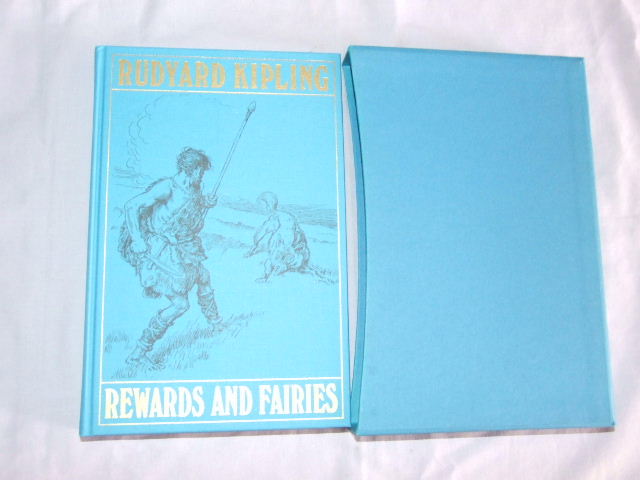 RUDYARD KIPLING
REWARDS AND FAIRIES